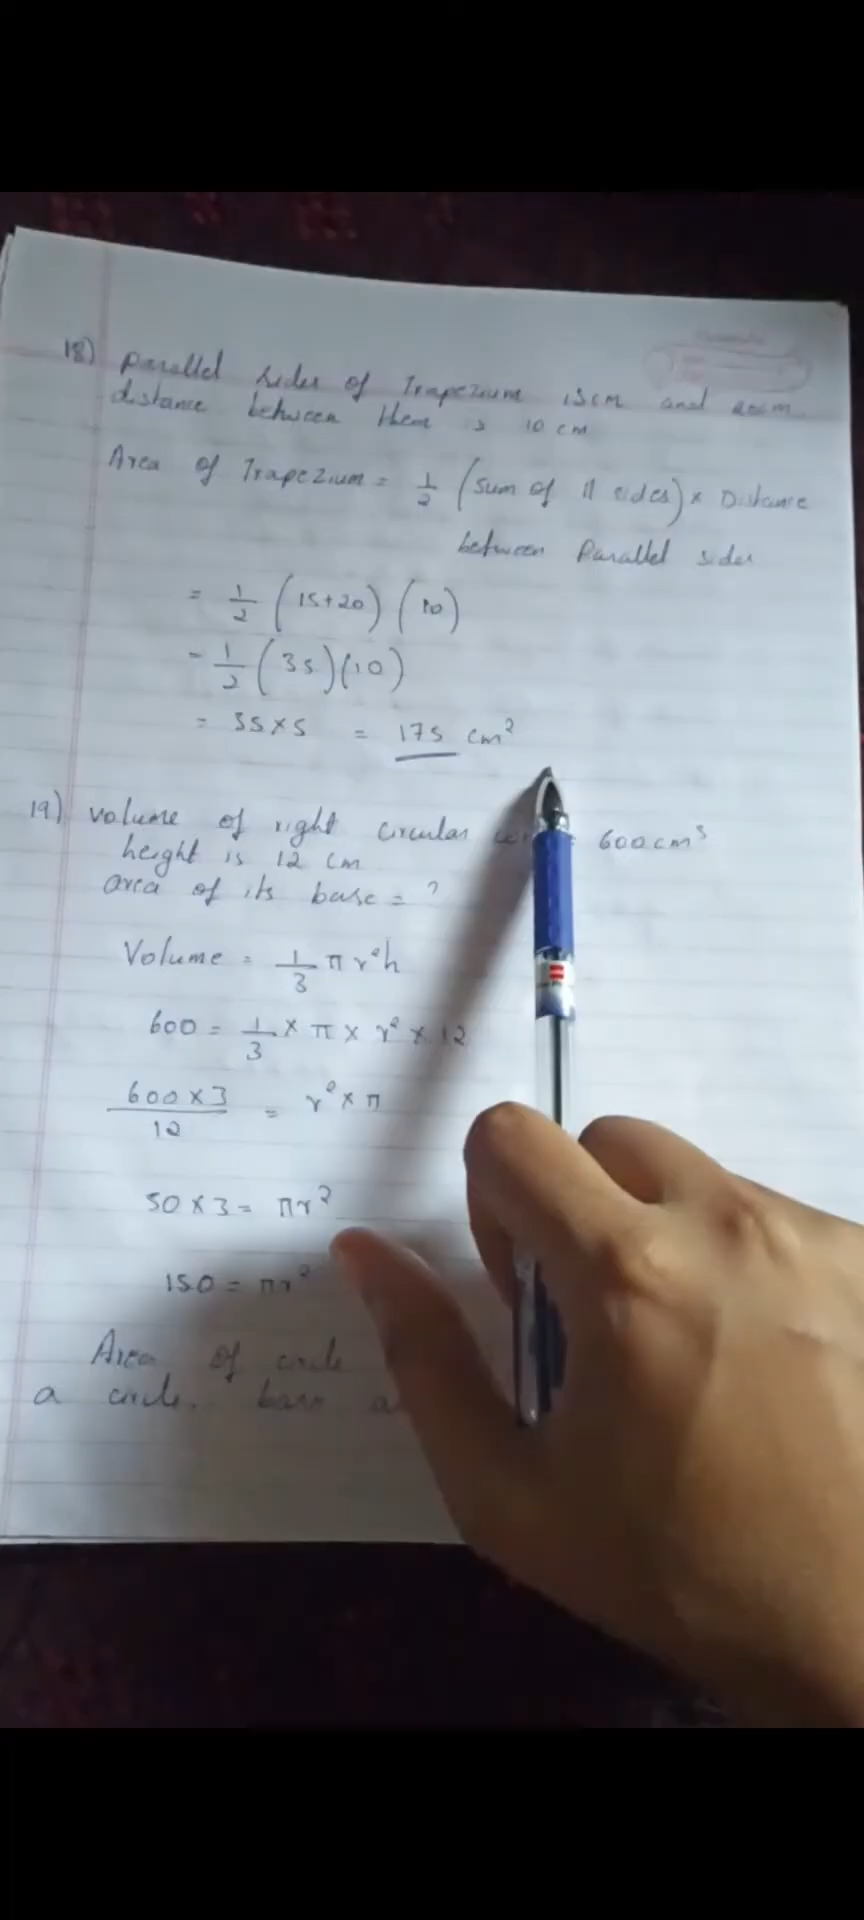 18) Parallel sides of Trapezium 15cm and 20cm
distance between them is 10 cm
Area of Trapezium = 1/2 (sum of || sides) × Distance
between Parallel sides
= 1/2 (15+20) (10)
= 1/2 (35)(10)
= 35×5 = 175 cm²
19) Volume of right circular 600cm³
height is 12 cm
area of its base = ?
Volume = 1/3 π r²h
600 = 1/3 × π × r² × 12
600 × 3 / 12 = r² × π
50 × 3 = πr²
150 = πr²
Area of circle
a circle. base